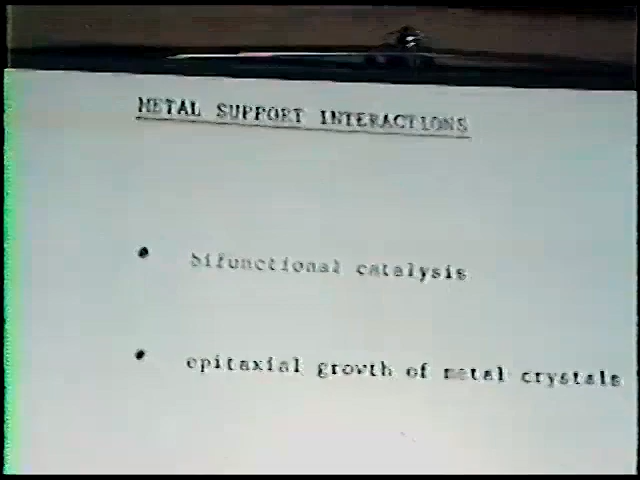 METAL SUPPORT INTERACTIONS
• bifunctional catalysis
• epitaxial growth of metal crystals